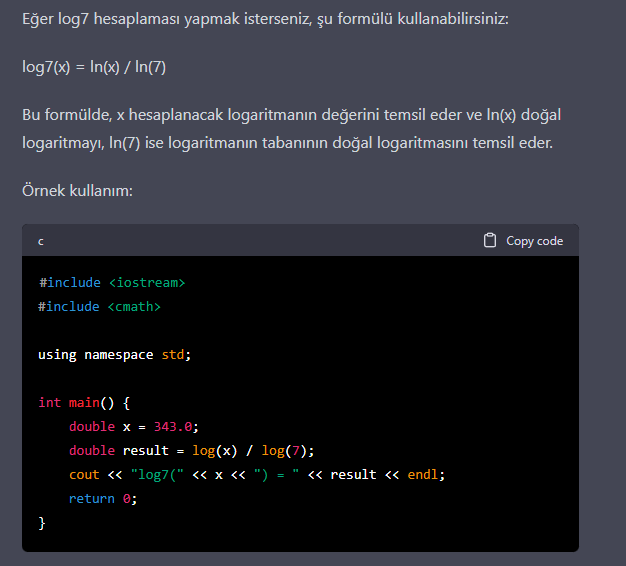 Eğer log7 hesaplaması yapmak isterseniz, şu formülü kullanabilirsiniz:
log7(x) = ln(x) / ln(7)
Bu formülde, x hesaplanacak logaritmanın değerini temsil eder ve ln(x) doğal
logaritmayı, ln(7) ise logaritmanın tabanının doğal logaritmasını temsil eder.
Örnek kullanım:
c
Copy code
#include <iostream>
#include <cmath>
using namespace std;
int main() {
    double x = 343.0;
    double result = log(x) / log(7);
    cout << "log7(" << x << ") = " << result << endl;
    return 0;
}